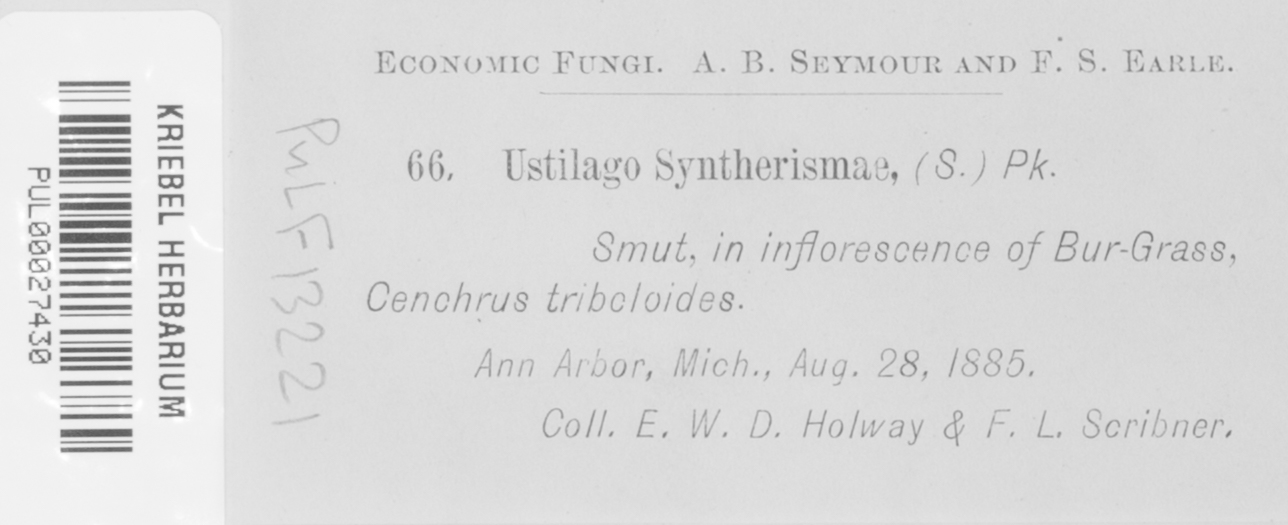 KRIEBEL HERBARIUM
PUL00027430
PULF13221
ECONOMIC FUNGI. A. B. SEYMOUR AND F. S. EARLE.
66. Ustilago Syntherismae, (S.) Pk.
Smut, in inflorescence of Bur-Grass,
Cenchrus tribcloides.
Ann Arbor, Mich., Aug. 28, 1885.
Coll. E. W. D. Holway & F. L. Scribner.